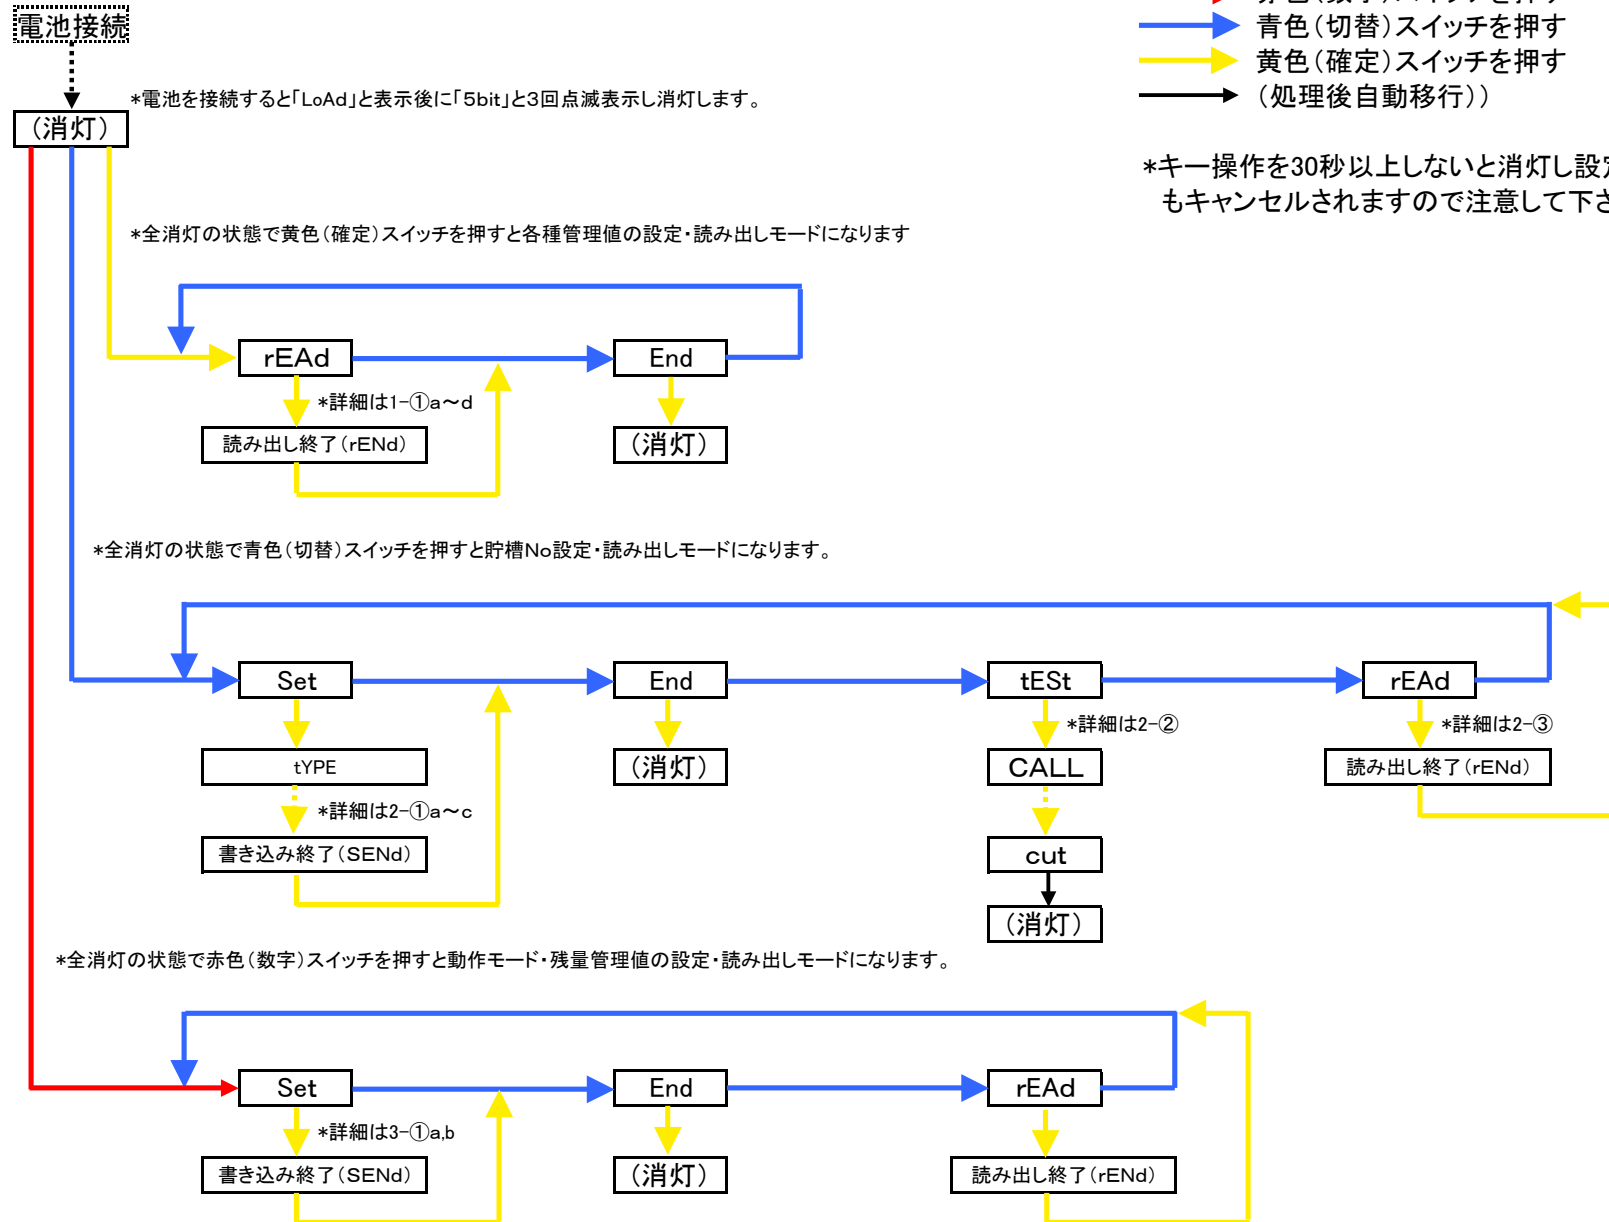 電池接続
赤色(数字)スイッチを押す
青色(切替)スイッチを押す
黄色(確定)スイッチを押す
(処理後自動移行))
*電池を接続すると「LoAd」と表示後に「5bit」と3回点滅表示し消灯します。
(消灯)
*キー操作を30秒以上しないと消灯し設定
もキャンセルされますので注意して下さ
*全消灯の状態で黄色(確定)スイッチを押すと各種管理値の設定・読み出しモードになります
rEAd
End
*詳細は1-①a~d
読み出し終了(rENd)
(消灯)
*全消灯の状態で青色(切替)スイッチを押すと貯槽No設定・読み出しモードになります。
Set
End
tESt
rEAd
*詳細は2-②
*詳細は2-③
tYPE
(消灯)
CALL
読み出し終了(rENd)
*詳細は2-①a~c
書き込み終了(SENd)
cut
(消灯)
*全消灯の状態で赤色(数字)スイッチを押すと動作モード・残量管理値の設定・読み出しモードになります。
Set
End
rEAd
*詳細は3-①a,b
書き込み終了(SENd)
(消灯)
読み出し終了(rENd)